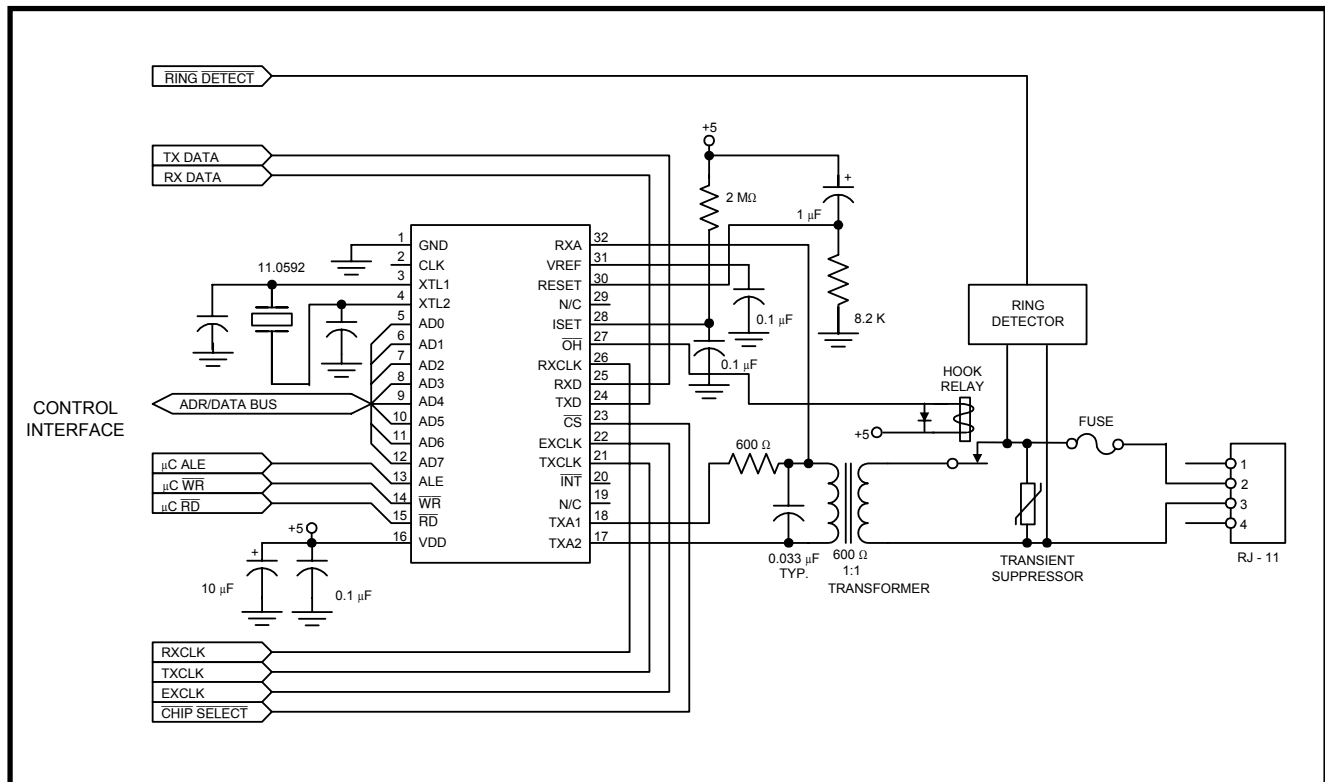 RING DETECT
TX DATA
RX DATA
CONTROL
INTERFACE
ADR/DATA BUS
µC ALE
µC WR
µC RD
RXCLK
TXCLK
EXCLK
CHIP SELECT
11.0592
+5
10 µF
0.1 µF
1 GND
2 CLK
3 XTL1
4 XTL2
5 AD0
6 AD1
7 AD2
8 AD3
9 AD4
10 AD5
11 AD6
12 AD7
13 ALE
14 WR
15 RD
16 VDD
RXA 32
VREF 31
RESET 30
N/C 29
ISET 28
OH 27
RXCLK 26
RXD 25
TXD 24
CS 23
EXCLK 22
TXCLK 21
INT 20
N/C 19
TXA1 18
TXA2 17
+5
2 MΩ
+
1 µF
8.2 K
0.1 µF
0.1 µF
600 Ω
0.033 µF
TYP.
600 Ω
1:1
TRANSFORMER
HOOK
RELAY
+5
RING
DETECTOR
FUSE
TRANSIENT
SUPPRESSOR
1
2
3
4
RJ - 11
+